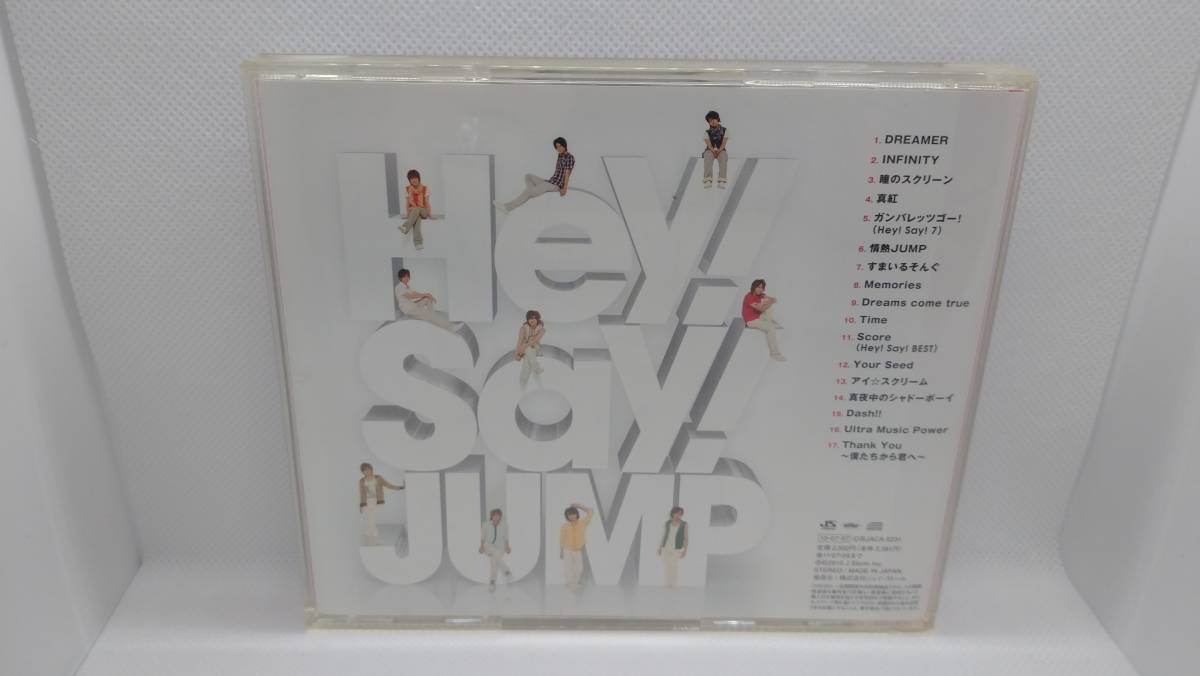 Hey!
Say!
JUMP
1. DREAMER
2. INFINITY
3. 瞳のスクリーン
4. 真紅
5. ガンバレッツゴー!
(Hey! Say! 7)
6. 情熱JUMP
7. すまいるそんぐ
8. Memories
9. Dreams come true
10. Time
11. Score
(Hey! Say! BEST)
12. Your Seed
13. アイ☆スクリーム
14. 真夜中のシャドーボーイ
15. Dash!!
16. Ultra Music Power
17. Thank You
~僕たちから君へ~
STEREO / MADE IN JAPAN